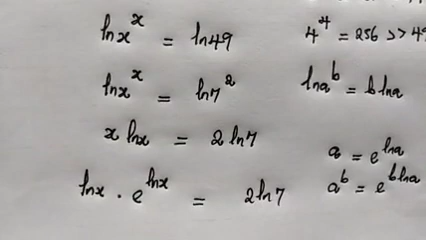 ln x^x = ln 49
ln x^x = ln 7^2
x ln x = 2 ln 7
ln x · e^(ln x) = 2 ln 7
4^4 = 256 >> 49
ln a^b = b ln a
a = e^(ln a)
a^b = e^(b ln a)